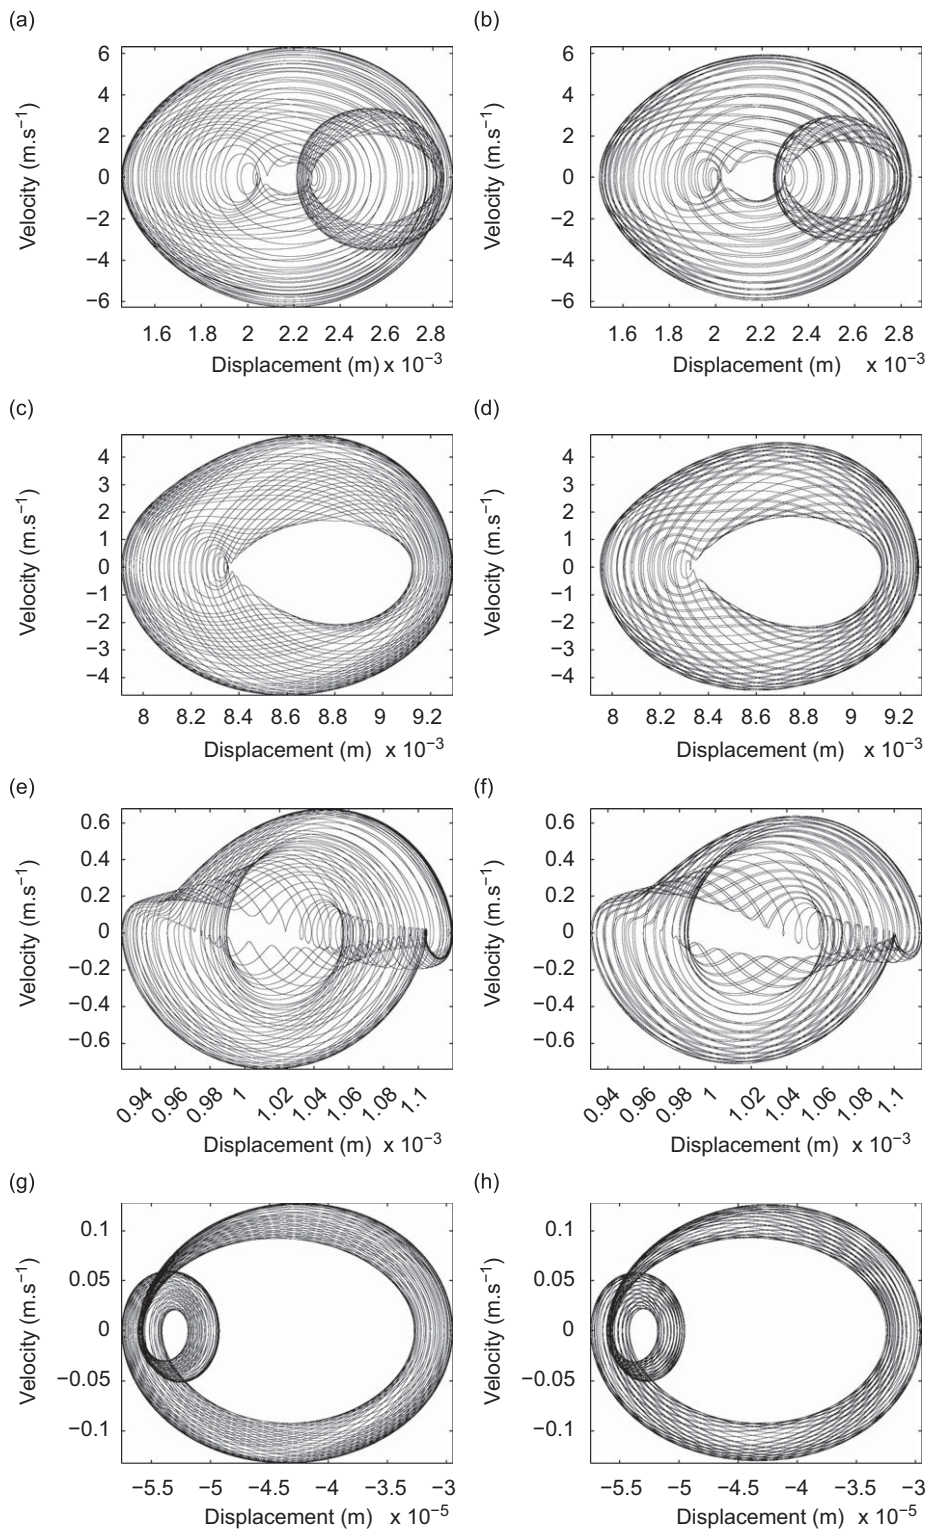 (a) (b)
6 6
4 4
2 2
0 0
−2 −2
−4 −4
−6 −6
Velocity (m.s−1) Velocity (m.s−1)
1.6 1.8 2 2.2 2.4 2.6 2.8 1.6 1.8 2 2.2 2.4 2.6 2.8
Displacement (m) x 10−3 Displacement (m) x 10−3
(c) (d)
4 4
3 3
2 2
1 1
0 0
−1 −1
−2 −2
−3 −3
−4 −4
Velocity (m.s−1) Velocity (m.s−1)
8 8.2 8.4 8.6 8.8 9 9.2 8 8.2 8.4 8.6 8.8 9 9.2
Displacement (m) x 10−3 Displacement (m) x 10−3
(e) (f)
0.6 0.6
0.4 0.4
0.2 0.2
0 0
−0.2 −0.2
−0.4 −0.4
−0.6 −0.6
Velocity (m.s−1) Velocity (m.s−1)
0.94 0.96 0.98 1 1.02 1.04 1.06 1.08 1.1 0.94 0.96 0.98 1 1.02 1.04 1.06 1.08 1.1
Displacement (m) x 10−3 Displacement (m) x 10−3
(g) (h)
0.1 0.1
0.05 0.05
0 0
−0.05 −0.05
−0.1 −0.1
Velocity (m.s−1) Velocity (m.s−1)
−5.5 −5 −4.5 −4 −3.5 −3 −5.5 −5 −4.5 −4 −3.5 −3
Displacement (m) x 10−5 Displacement (m) x 10−5